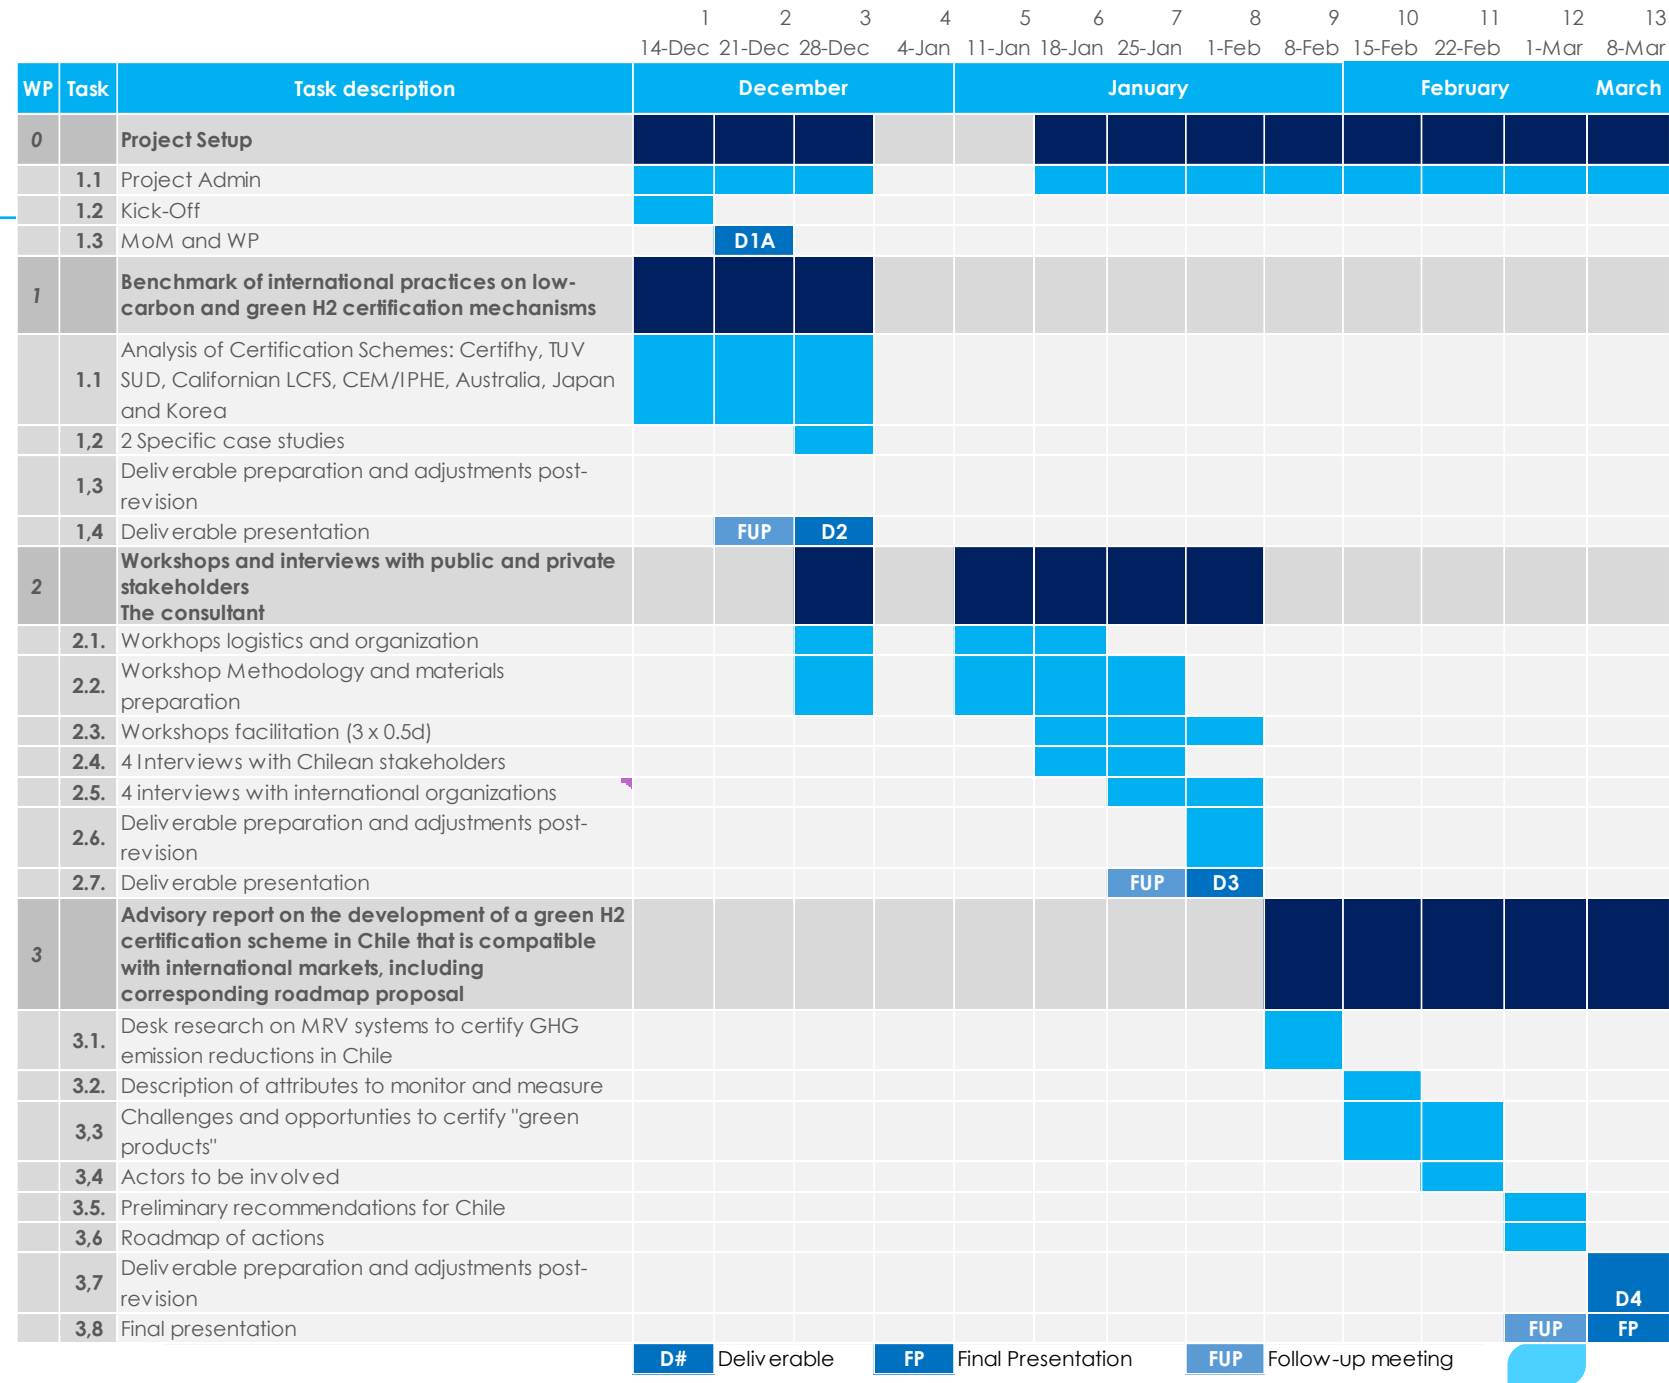 1 2 3 4 5 6 7 8 9 10 11 12 13
14-Dec 21-Dec 28-Dec 4-Jan 11-Jan 18-Jan 25-Jan 1-Feb 8-Feb 15-Feb 22-Feb 1-Mar 8-Mar
WP Task Task description December January February March
0 Project Setup
1.1 Project Admin
1.2 Kick-Off
1.3 MoM and WP D1A
1 Benchmark of international practices on low-
carbon and green H2 certification mechanisms
Analysis of Certification Schemes: Certifhy, TUV
1.1 SUD, Californian LCFS, CEM/IPHE, Australia, Japan
and Korea
1,2 2 Specific case studies
1,3 Deliverable preparation and adjustments post-
revision
1,4 Deliverable presentation FUP D2
Workshops and interviews with public and private
2 stakeholders
The consultant
2.1. Workhops logistics and organization
2.2. Workshop Methodology and materials
preparation
2.3. Workshops facilitation (3 x 0.5d)
2.4. 4 Interviews with Chilean stakeholders
2.5. 4 interviews with international organizations
2.6. Deliverable preparation and adjustments post-
revision
2.7. Deliverable presentation FUP D3
3 Advisory report on the development of a green H2
certification scheme in Chile that is compatible
with international markets, including
corresponding roadmap proposal
3.1. Desk research on MRV systems to certify GHG
emission reductions in Chile
3.2. Description of attributes to monitor and measure
3,3 Challenges and opportunties to certify "green
products"
3,4 Actors to be involved
3.5. Preliminary recommendations for Chile
3,6 Roadmap of actions
3,7 Deliverable preparation and adjustments post-
revision D4
3,8 Final presentation FUP FP
D# Deliverable FP Final Presentation FUP Follow-up meeting